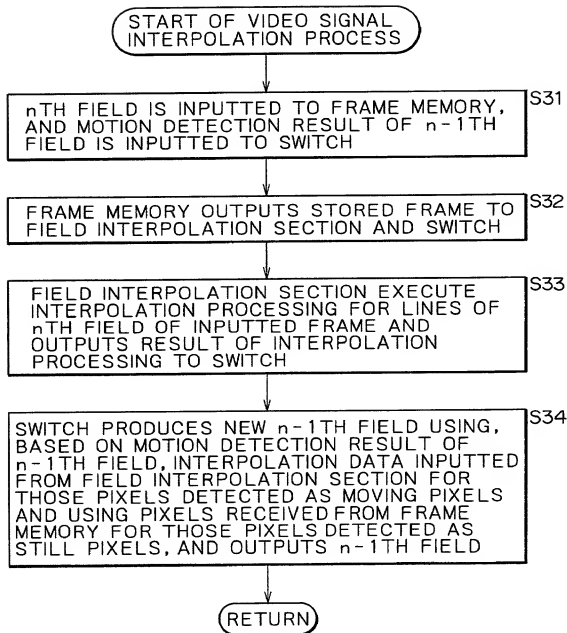 START OF VIDEO SIGNAL
INTERPOLATION PROCESS
S31
nTH FIELD IS INPUTTED TO FRAME MEMORY,
AND MOTION DETECTION RESULT OF n-1TH
FIELD IS INPUTTED TO SWITCH
S32
FRAME MEMORY OUTPUTS STORED FRAME TO
FIELD INTERPOLATION SECTION AND SWITCH
S33
FIELD INTERPOLATION SECTION EXECUTE
INTERPOLATION PROCESSING FOR LINES OF
nTH FIELD OF INPUTTED FRAME AND
OUTPUTS RESULT OF INTERPOLATION
PROCESSING TO SWITCH
S34
SWITCH PRODUCES NEW n-1TH FIELD USING,
BASED ON MOTION DETECTION RESULT OF
n-1TH FIELD, INTERPOLATION DATA INPUTTED
FROM FIELD INTERPOLATION SECTION FOR
THOSE PIXELS DETECTED AS MOVING PIXELS
AND USING PIXELS RECEIVED FROM FRAME
MEMORY FOR THOSE PIXELS DETECTED AS
STILL PIXELS, AND OUTPUTS n-1TH FIELD
RETURN